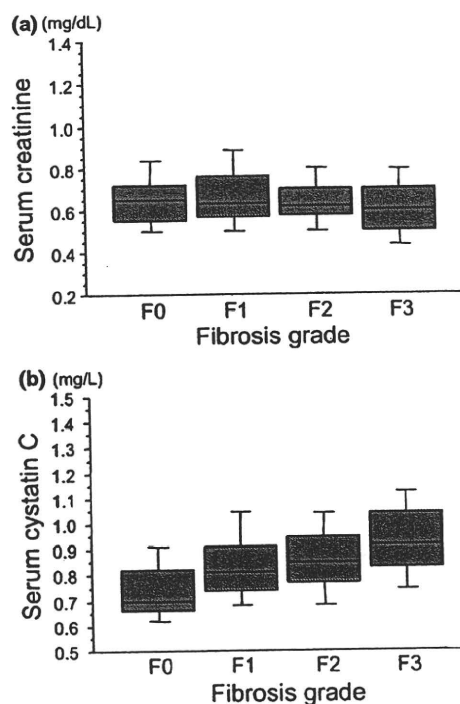 (a) (mg/dL)
Serum creatinine
1.4
1.2
1.0
0.8
0.6
0.4
0.2
F0 F1 F2 F3
Fibrosis grade
(b) (mg/L)
Serum cystatin C
1.5
1.4
1.3
1.2
1.1
1.0
0.9
0.8
0.7
0.6
0.5
F0 F1 F2 F3
Fibrosis grade